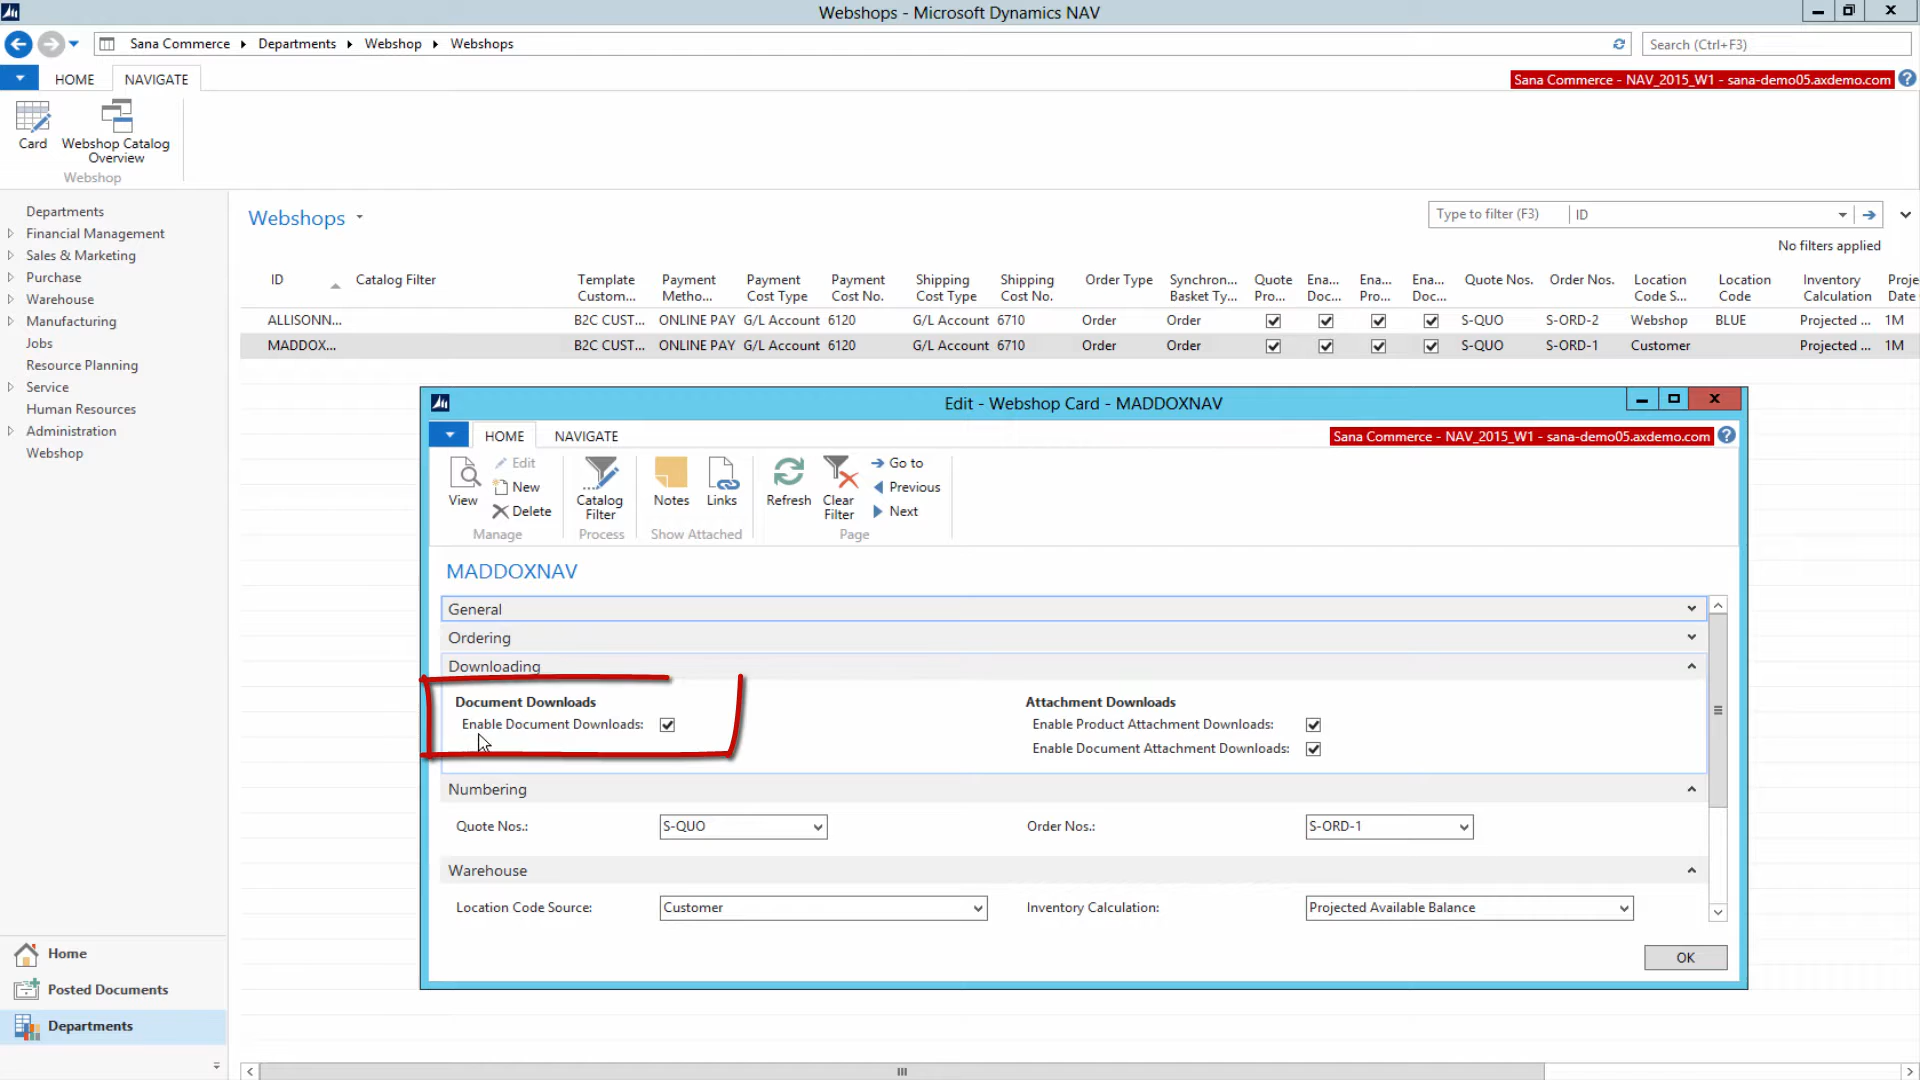 Webshops - Microsoft Dynamics NAV
Sana Commerce Departments Webshop Webshops
Search (Ctrl+F3)
HOME NAVIGATE
Sana Commerce - NAV_2015_W1 - sana-demo05.axdemo.com
Card
Webshop Catalog
Overview
Webshop
Departments
Financial Management
Sales & Marketing
Purchase
Warehouse
Manufacturing
Jobs
Resource Planning
Service
Human Resources
Administration
Webshop
Home
Posted Documents
Departments
Webshops
Type to filter (F3) ID
No filters applied
ID Catalog Filter Template Payment Payment Payment Shipping Shipping Order Type Synchron... Quote Ena... Ena... Ena... Quote Nos. Order Nos. Location Location Inventory Proje
Custom... Metho... Cost Type Cost No. Cost Type Cost No. Basket Ty... Pro... Doc... Pro... Doc... Code S... Code Calculation Date
ALLISONN... B2C CUST... ONLINE PAY G/L Account 6120 G/L Account 6710 Order Order S-QUO S-ORD-2 Webshop BLUE Projected ... 1M
MADDOX... B2C CUST... ONLINE PAY G/L Account 6120 G/L Account 6710 Order Order S-QUO S-ORD-1 Customer Projected ... 1M
Edit - Webshop Card - MADDOXNAV
HOME NAVIGATE
Sana Commerce - NAV_2015_W1 - sana-demo05.axdemo.com
View
Edit
New
Delete
Manage
Catalog
Filter
Process
Notes
Links
Show Attached
Refresh
Clear
Filter
Go to
Previous
Next
Page
MADDOXNAV
General
Ordering
Downloading
Document Downloads
Enable Document Downloads:
Attachment Downloads
Enable Product Attachment Downloads:
Enable Document Attachment Downloads:
Numbering
Quote Nos.: S-QUO
Order Nos.: S-ORD-1
Warehouse
Location Code Source: Customer
Inventory Calculation: Projected Available Balance
OK